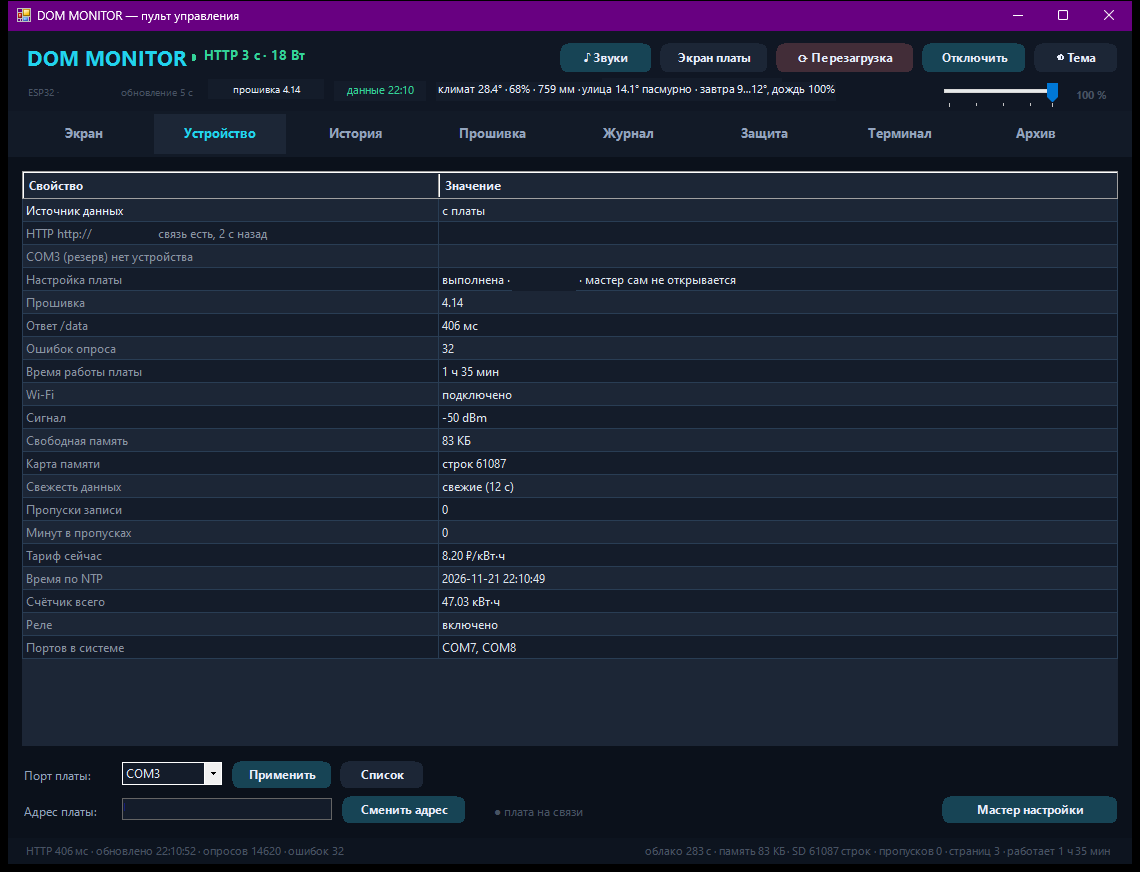 DOM MONITOR — пульт управления
DOM MONITOR HTTP 3 с · 18 Вт
♪ Звуки Экран платы ⟳ Перезагрузка Отключить Тема
ESP32 · обновление 5 с прошивка 4.14 данные 22:10 климат 28.4° · 68% · 759 мм · улица 14.1° пасмурно · завтра 9...12°, дождь 100% 100 %
Экран Устройство История Прошивка Журнал Защита Терминал Архив
Свойство Значение
Источник данных с платы
HTTP http:// связь есть, 2 с назад
COM3 (резерв) нет устройства
Настройка платы выполнена · · мастер сам не открывается
Прошивка 4.14
Ответ /data 406 мс
Ошибок опроса 32
Время работы платы 1 ч 35 мин
Wi-Fi подключено
Сигнал -50 dBm
Свободная память 83 КБ
Карта памяти строк 61087
Свежесть данных свежие (12 с)
Пропуски записи 0
Минут в пропусках 0
Тариф сейчас 8.20 ₽/кВт·ч
Время по NTP 2026-11-21 22:10:49
Счётчик всего 47.03 кВт·ч
Реле включено
Портов в системе COM7, COM8
Порт платы: COM3 Применить Список
Адрес платы: Сменить адрес ● плата на связи Мастер настройки
HTTP 406 мс · обновлено 22:10:52 · опросов 14620 · ошибок 32 облако 283 с · память 83 КБ · SD 61087 строк · пропусков 0 · страниц 3 · работает 1 ч 35 мин